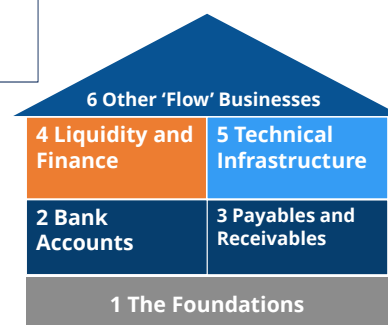 6 Other ‘Flow’ Businesses
4 Liquidity and
Finance
5 Technical
Infrastructure
2 Bank
Accounts
3 Payables and
Receivables
1 The Foundations